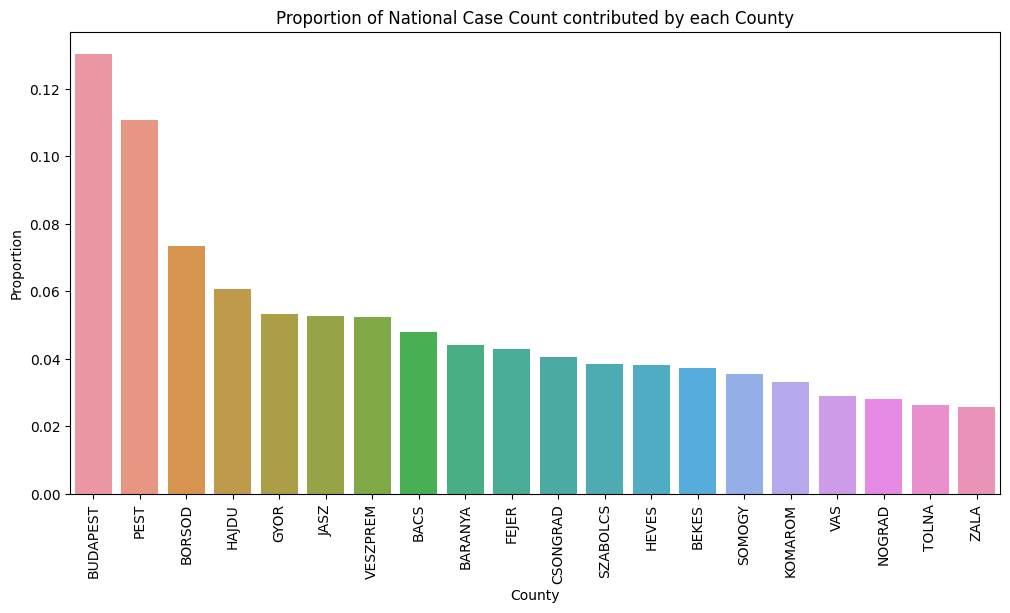 Proportion of National Case Count contributed by each County
Proportion
0.12
0.10
0.08
0.06
0.04
0.02
0.00
BUDAPEST
PEST
BORSOD
HAJDU
GYOR
JASZ
VESZPREM
BACS
BARANYA
FEJER
CSONGRAD
SZABOLCS
HEVES
BEKES
SOMOGY
KOMAROM
VAS
NOGRAD
TOLNA
ZALA
County